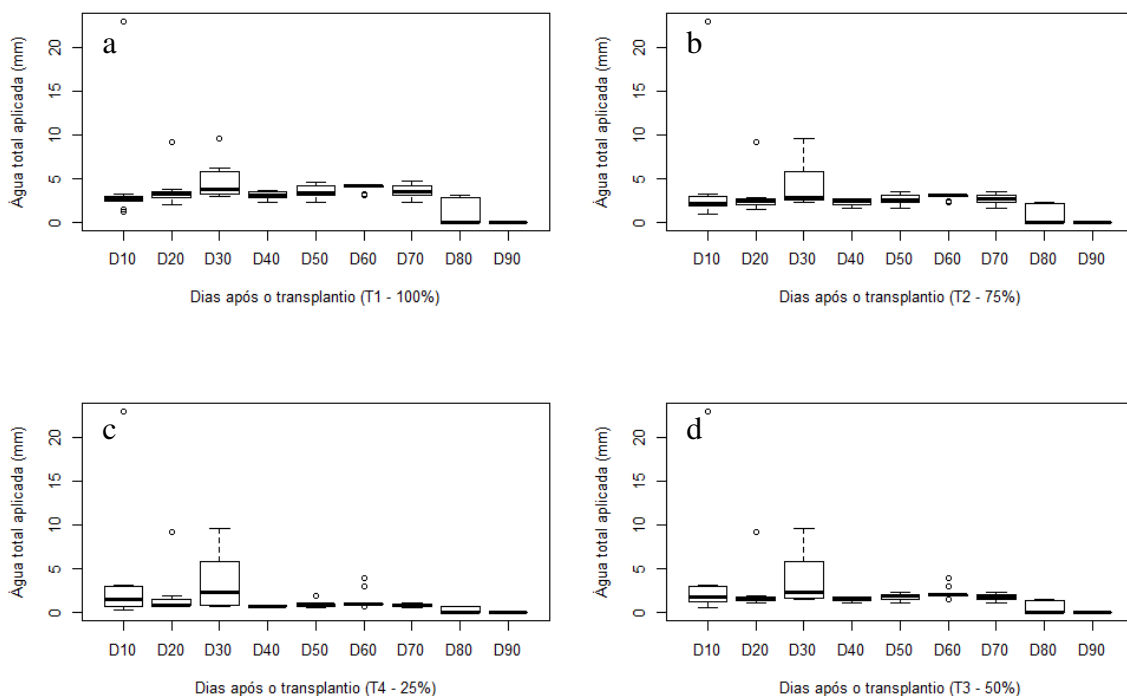 a
Água total aplicada (mm)
20
15
10
5
0
D10 D20 D30 D40 D50 D60 D70 D80 D90
Dias após o transplantio (T1 - 100%)
b
Água total aplicada (mm)
20
15
10
5
0
D10 D20 D30 D40 D50 D60 D70 D80 D90
Dias após o transplantio (T2 - 75%)
c
Água total aplicada (mm)
20
15
10
5
0
D10 D20 D30 D40 D50 D60 D70 D80 D90
Dias após o transplantio (T4 - 25%)
d
Água total aplicada (mm)
20
15
10
5
0
D10 D20 D30 D40 D50 D60 D70 D80 D90
Dias após o transplantio (T3 - 50%)